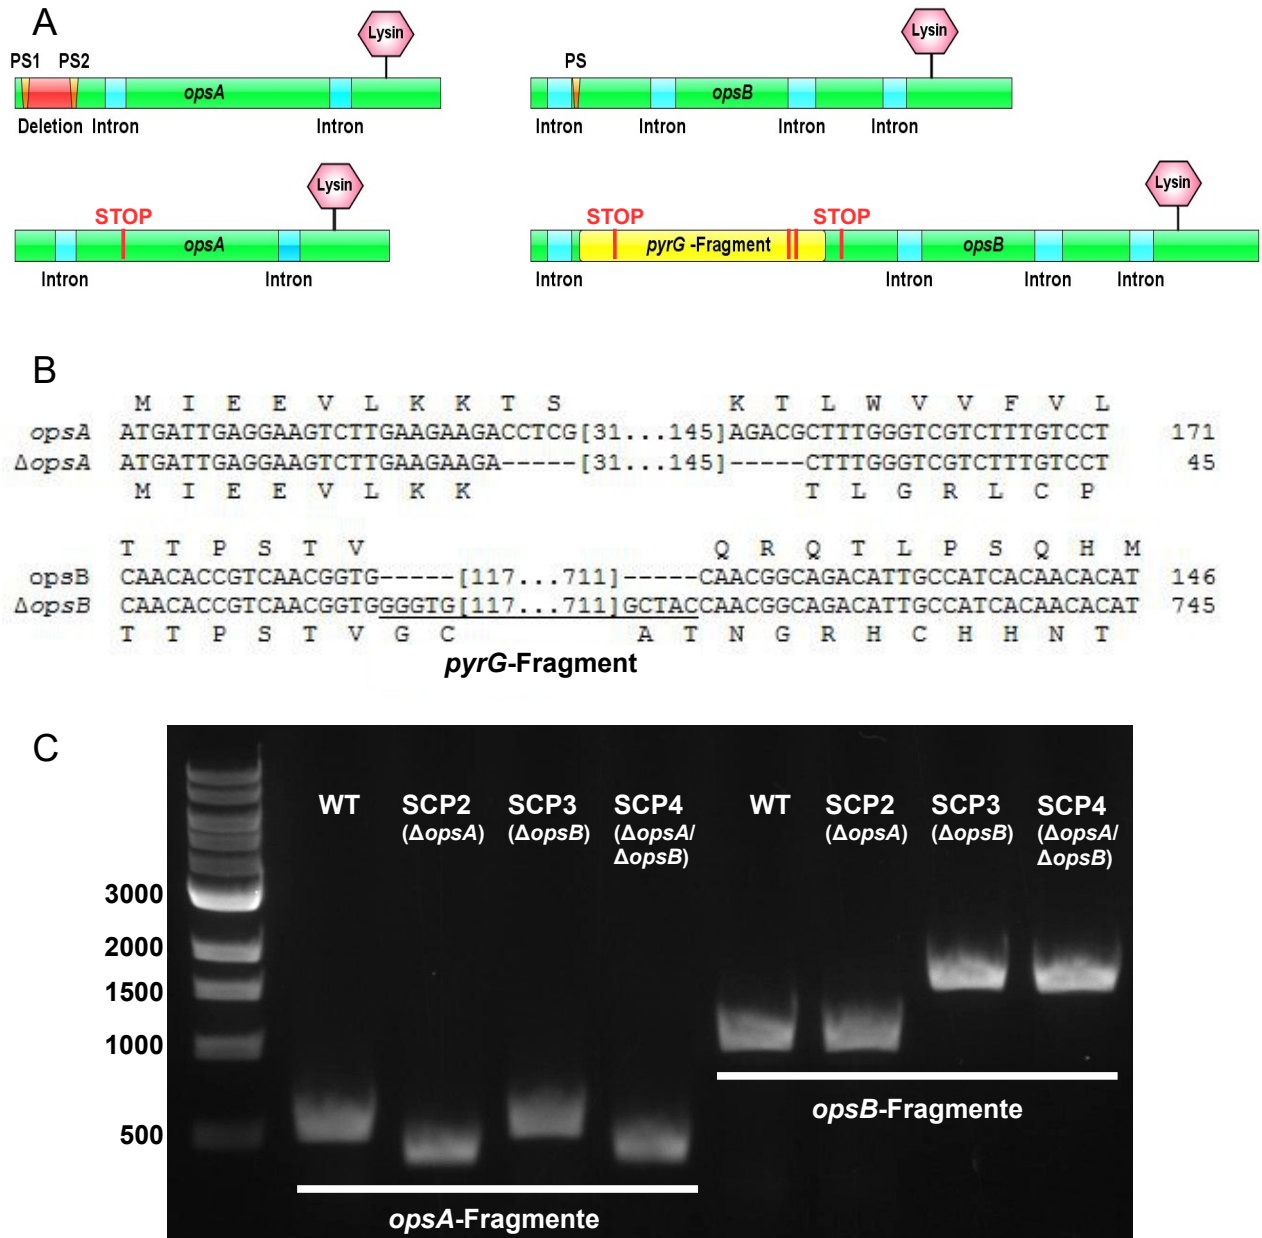 A
Lysin
Lysin
PS1 PS2
PS
opsA
opsB
Deletion Intron
Intron
Intron
Intron
Intron
Intron
Lysin
Lysin
STOP
STOP
STOP
opsA
pyrG -Fragment
opsB
Intron
Intron
Intron
Intron
Intron
Intron
B
M I E E V L K K T S K T L W V V F V L
opsA ATGATTGAGGAAGTCTTGAAGAAGACCTCG[31...145]AGACGCTTTGGGTCGTCTTTGTCCT 171
ΔopsA ATGATTGAGGAAGTCTTGAAGAAGA-----[31...145]-----CTTTGGGTCGTCTTTGTCCT 45
M I E E V L K K T L G R L C P
T T P S T V Q R Q T L P S Q H M
opsB CAACACCGTCAACGGTG-----[117...711]-----CAACGGCAGACATTGCCATCACAACACAT 146
ΔopsB CAACACCGTCAACGGTGGGGTG[117...711]GCTACCAACGGCAGACATTGCCATCACAACACAT 745
T T P S T V G C A T N G R H C H H N T
pyrG-Fragment
C
WT SCP2 SCP3 SCP4 WT SCP2 SCP3 SCP4
(ΔopsA) (ΔopsB) (ΔopsA/ (ΔopsA) (ΔopsB) (ΔopsA/
ΔopsB) ΔopsB)
3000
2000
1500
1000
500
opsB-Fragmente
opsA-Fragmente